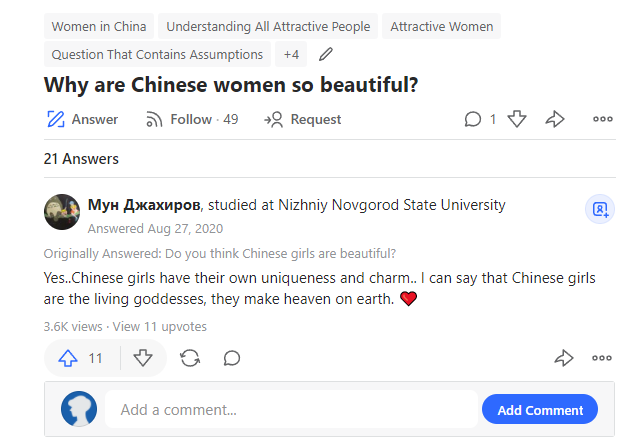 Women in China Understanding All Attractive People Attractive Women
Question That Contains Assumptions +4
Why are Chinese women so beautiful?
Answer Follow · 49 Request 1
21 Answers
Мун Джахиров, studied at Nizhniy Novgorod State University
Answered Aug 27, 2020
Originally Answered: Do you think Chinese girls are beautiful?
Yes..Chinese girls have their own uniqueness and charm.. I can say that Chinese girls
are the living goddesses, they make heaven on earth. ❤️
3.6K views · View 11 upvotes
11
Add a comment...
Add Comment